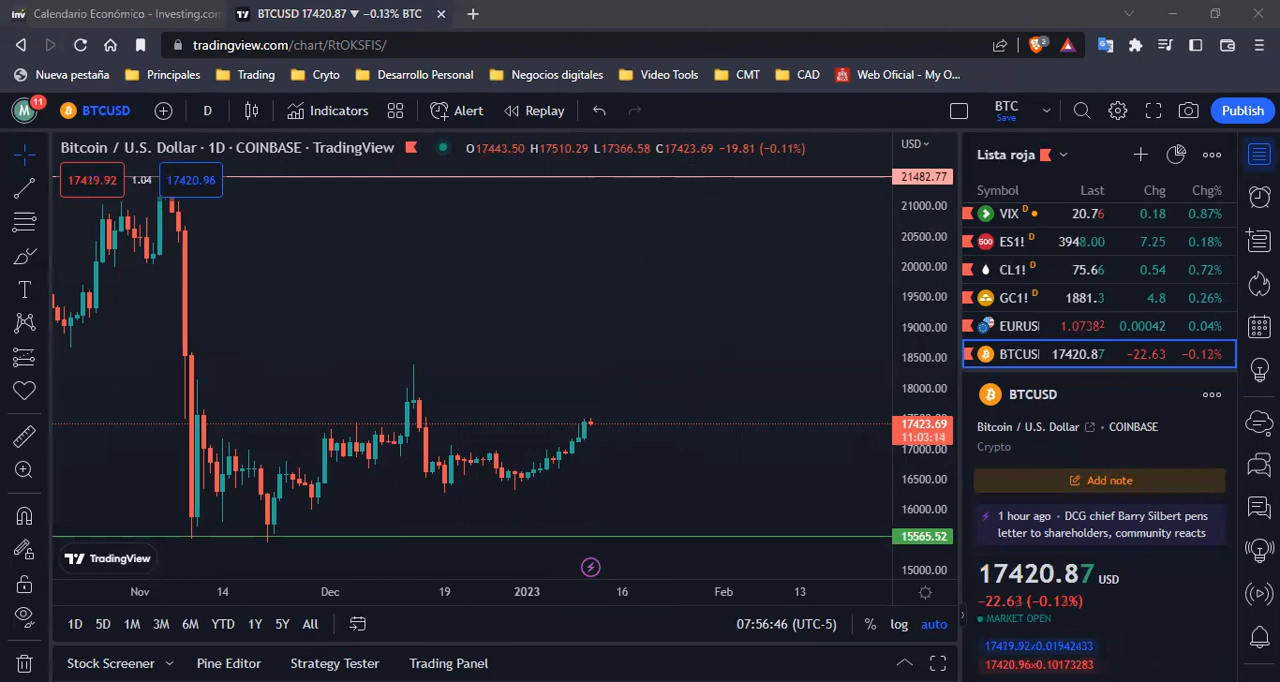 Calendario Económico - Investing.com
BTCUSD 17420.87 ▼ −0.13% BTC
tradingview.com/chart/RtOKSFIS/
2
Nueva pestaña Principales Trading Cryto Desarrollo Personal Negocios digitales Video Tools CMT CAD Web Oficial - My O...
M 11 BTCUSD D Indicators Alert Replay BTC Save Publish
Bitcoin / U.S. Dollar · 1D · COINBASE · TradingView O17443.50 H17510.29 L17366.58 C17423.69 −19.81 (−0.11%) USD
17419.92 1.04 17420.96
21482.77
21000.00
20500.00
20000.00
19500.00
19000.00
18500.00
18000.00
17423.69
11:03:14
17000.00
16500.00
16000.00
15565.52
15000.00
TradingView
Nov 14 Dec 19 2023 16 Feb 13
1D 5D 1M 3M 6M YTD 1Y 5Y All 07:56:46 (UTC-5) % log auto
Stock Screener Pine Editor Strategy Tester Trading Panel
Lista roja
Symbol Last Chg Chg%
VIX D 20.76 0.18 0.87%
500 ES1! D 3948.00 7.25 0.18%
CL1! D 75.66 0.54 0.72%
GC1! D 1881.3 4.8 0.26%
EURUSI 1.07382 0.00042 0.04%
BTCUSI 17420.87 −22.63 −0.13%
BTCUSD
Bitcoin / U.S. Dollar • COINBASE
Crypto
Add note
1 hour ago • DCG chief Barry Silbert pens
letter to shareholders, community reacts
17420.87 USD
−22.63 (−0.13%)
MARKET OPEN
17419.92×0.01942433
17420.96×0.10173283